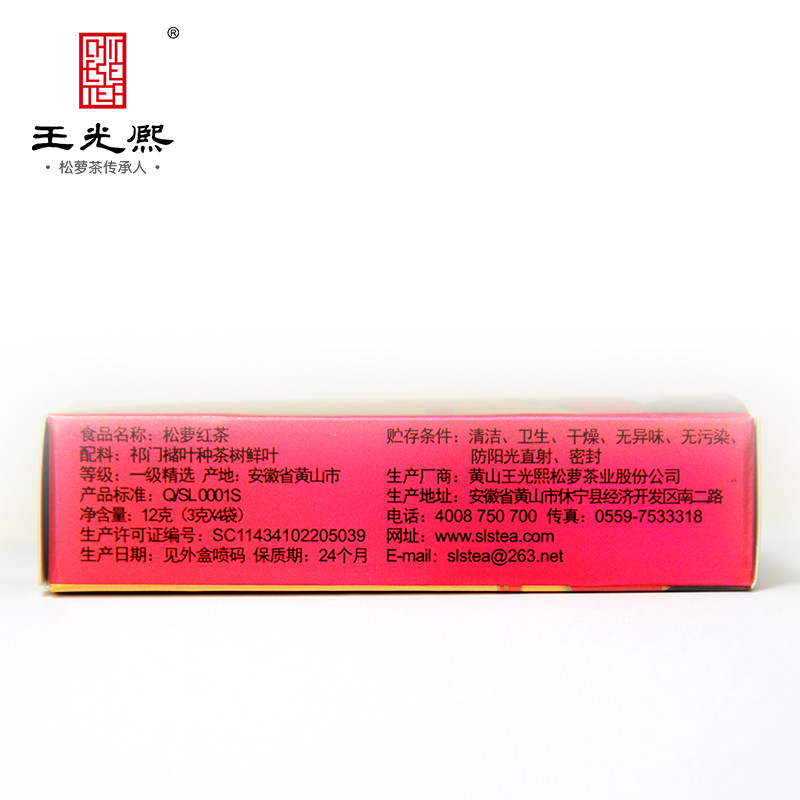 CHINESE TEA
®
王光熙
• 松萝茶传承人 •
食品名称：松萝红茶
配料：祁门槠叶种茶树鲜叶
等级：一级精选 产地：安徽省黄山市
产品标准：Q/SL 0001S
净含量：12克（3克X4袋）
生产许可证编号：SC11434102205039
生产日期：见外盒喷码 保质期：24个月
贮存条件：清洁、卫生、干燥、无异味、无污染、
防阳光直射、密封
生产厂商：黄山王光熙松萝茶业股份公司
生产地址：安徽省黄山市休宁县经济开发区南二路
电话：4008 750 700 传真：0559-7533318
网址：www.slstea.com
E-mail：slstea@263.net